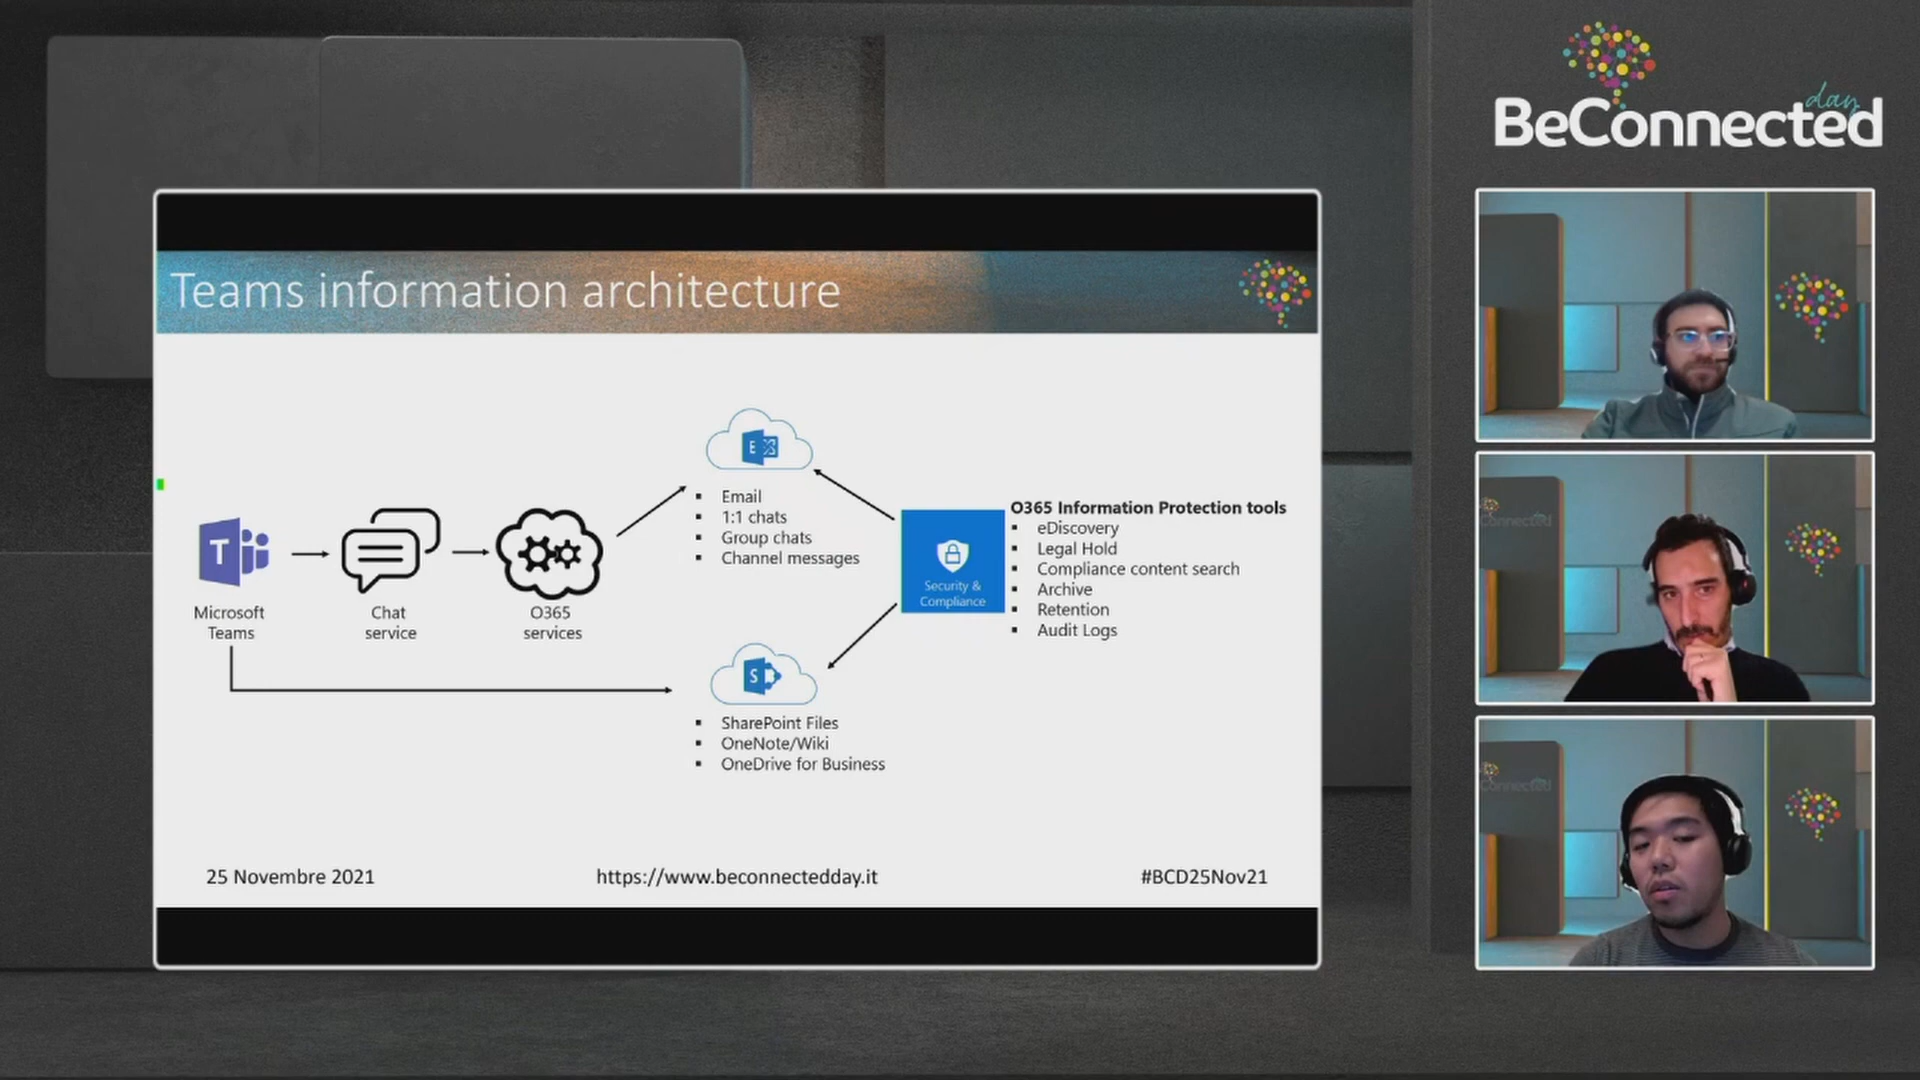 day
BeConnected
Teams information architecture
E
Email
1:1 chats
Group chats
Channel messages
T
Microsoft
Teams
Chat
service
O365
services
Security &
Compliance
O365 Information Protection tools
eDiscovery
Legal Hold
Compliance content search
Archive
Retention
Audit Logs
S
SharePoint Files
OneNote/Wiki
OneDrive for Business
25 Novembre 2021
https://www.beconnectedday.it
#BCD25Nov21
Connected
Connected